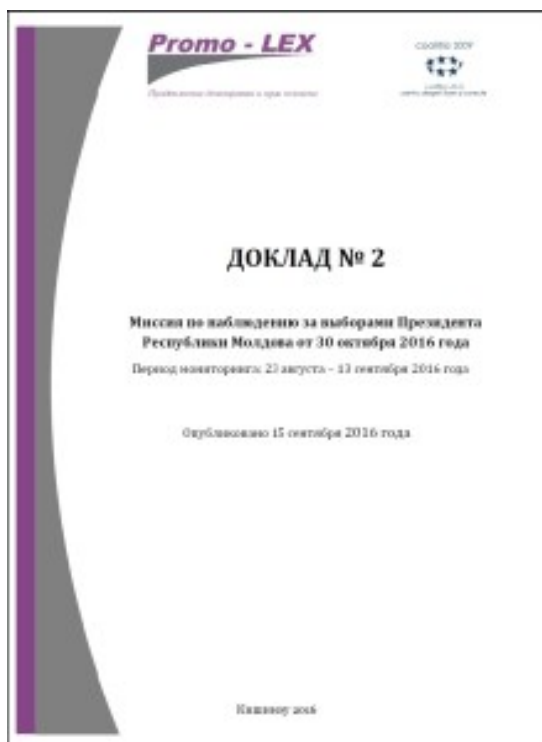 Promo - LEX
ДОКЛАД № 2
Миссия по наблюдению за выборами Президента
Республики Молдова от 30 октября 2016 года
Период мониторинга: 23 августа – 13 сентября 2016 года
Опубликовано 15 сентября 2016 года
Кишинэу 2016